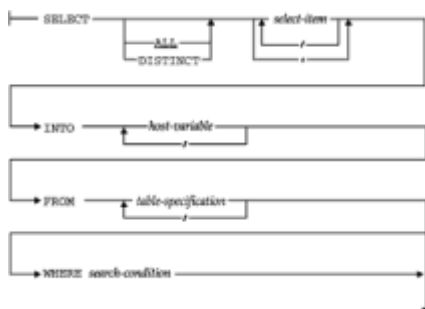 SELECT select-item
ALL ,
DISTINCT *
INTO host-variable
,
FROM table-specification
,
WHERE search-condition